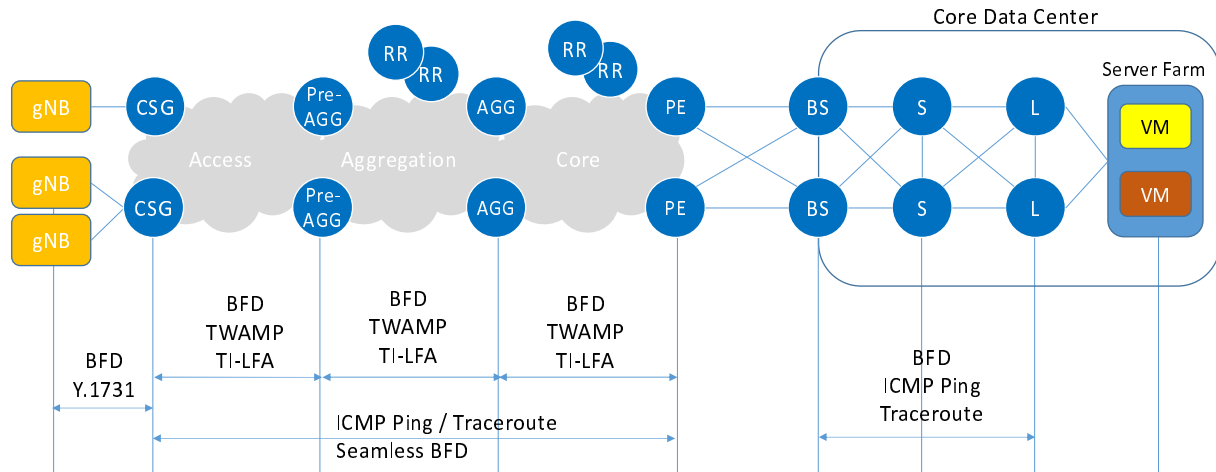 Core Data Center
RR
RR
RR
RR
Server Farm
gNB
CSG
Pre-
AGG
AGG
PE
BS
S
L
VM
Access
Aggregation
Core
gNB
CSG
Pre-
AGG
AGG
PE
BS
S
L
VM
gNB
BFD
TWAMP
TI-LFA
BFD
TWAMP
TI-LFA
BFD
TWAMP
TI-LFA
BFD
Y.1731
BFD
ICMP Ping
Traceroute
ICMP Ping / Traceroute
Seamless BFD